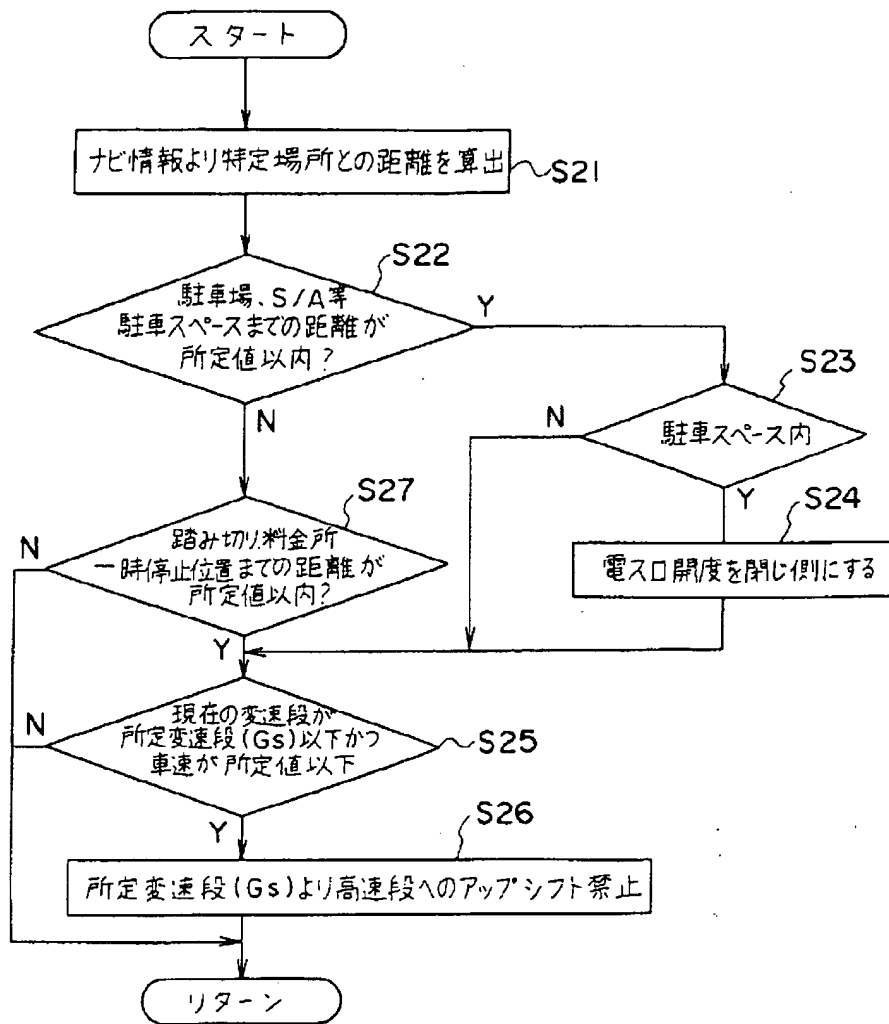 スタート
ナビ情報より特定場所との距離を算出
S21
S22
駐車場、S/A等
駐車スペースまでの距離が
所定値以内?
Y
N
S23
駐車スペース内
N
Y
S24
電スロ開度を閉じ側にする
S27
踏み切り、料金所
一時停止位置までの距離が
所定値以内?
N
Y
現在の変速段が
所定変速段(Gs)以下かつ
車速が所定値以下
S25
N
Y
S26
所定変速段(Gs)より高速段へのアップシフト禁止
リターン